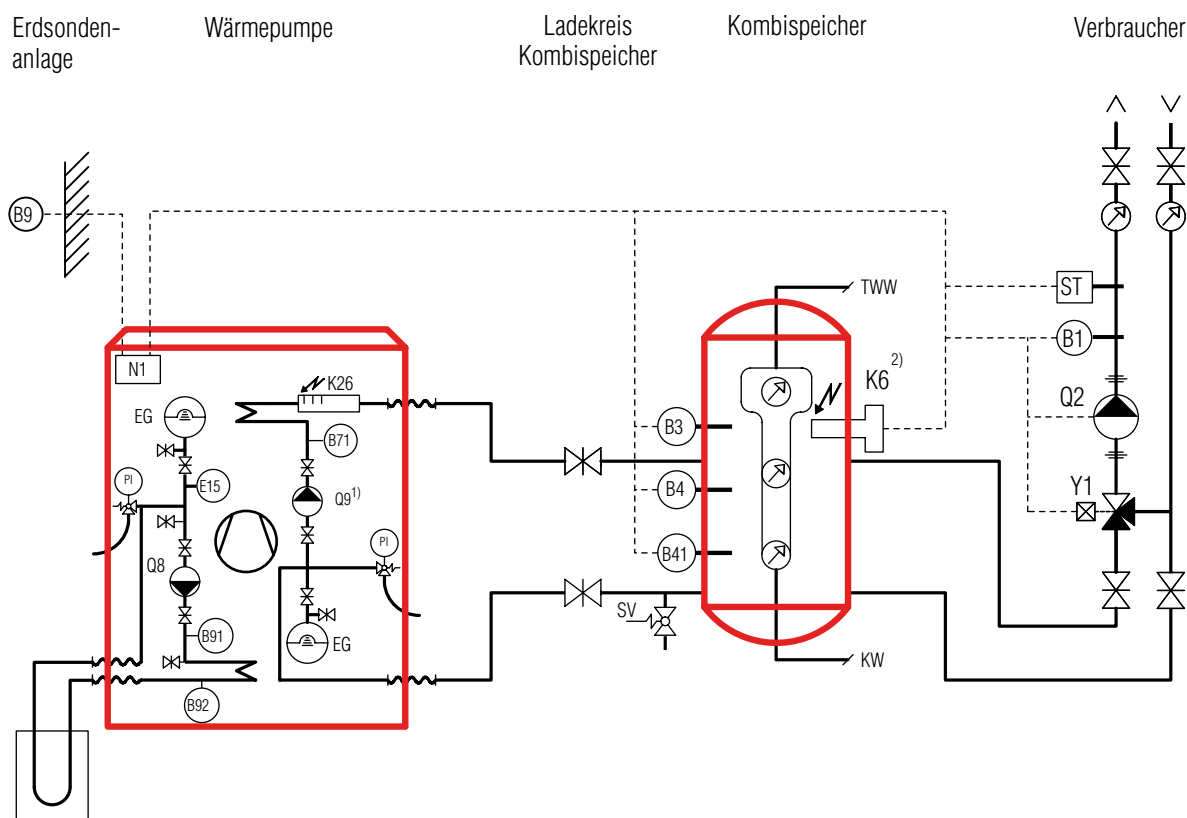 Erdsonden-
anlage
Wärmepumpe
Ladekreis
Kombispeicher
Kombispeicher
Verbraucher
B9
TWW
ST
B1
N1
K26
K6 2)
Q2
EG
B71
B3
PI
E15
Q9 1)
B4
Y1
PI
B41
Q8
SV
B91
EG
KW
B92